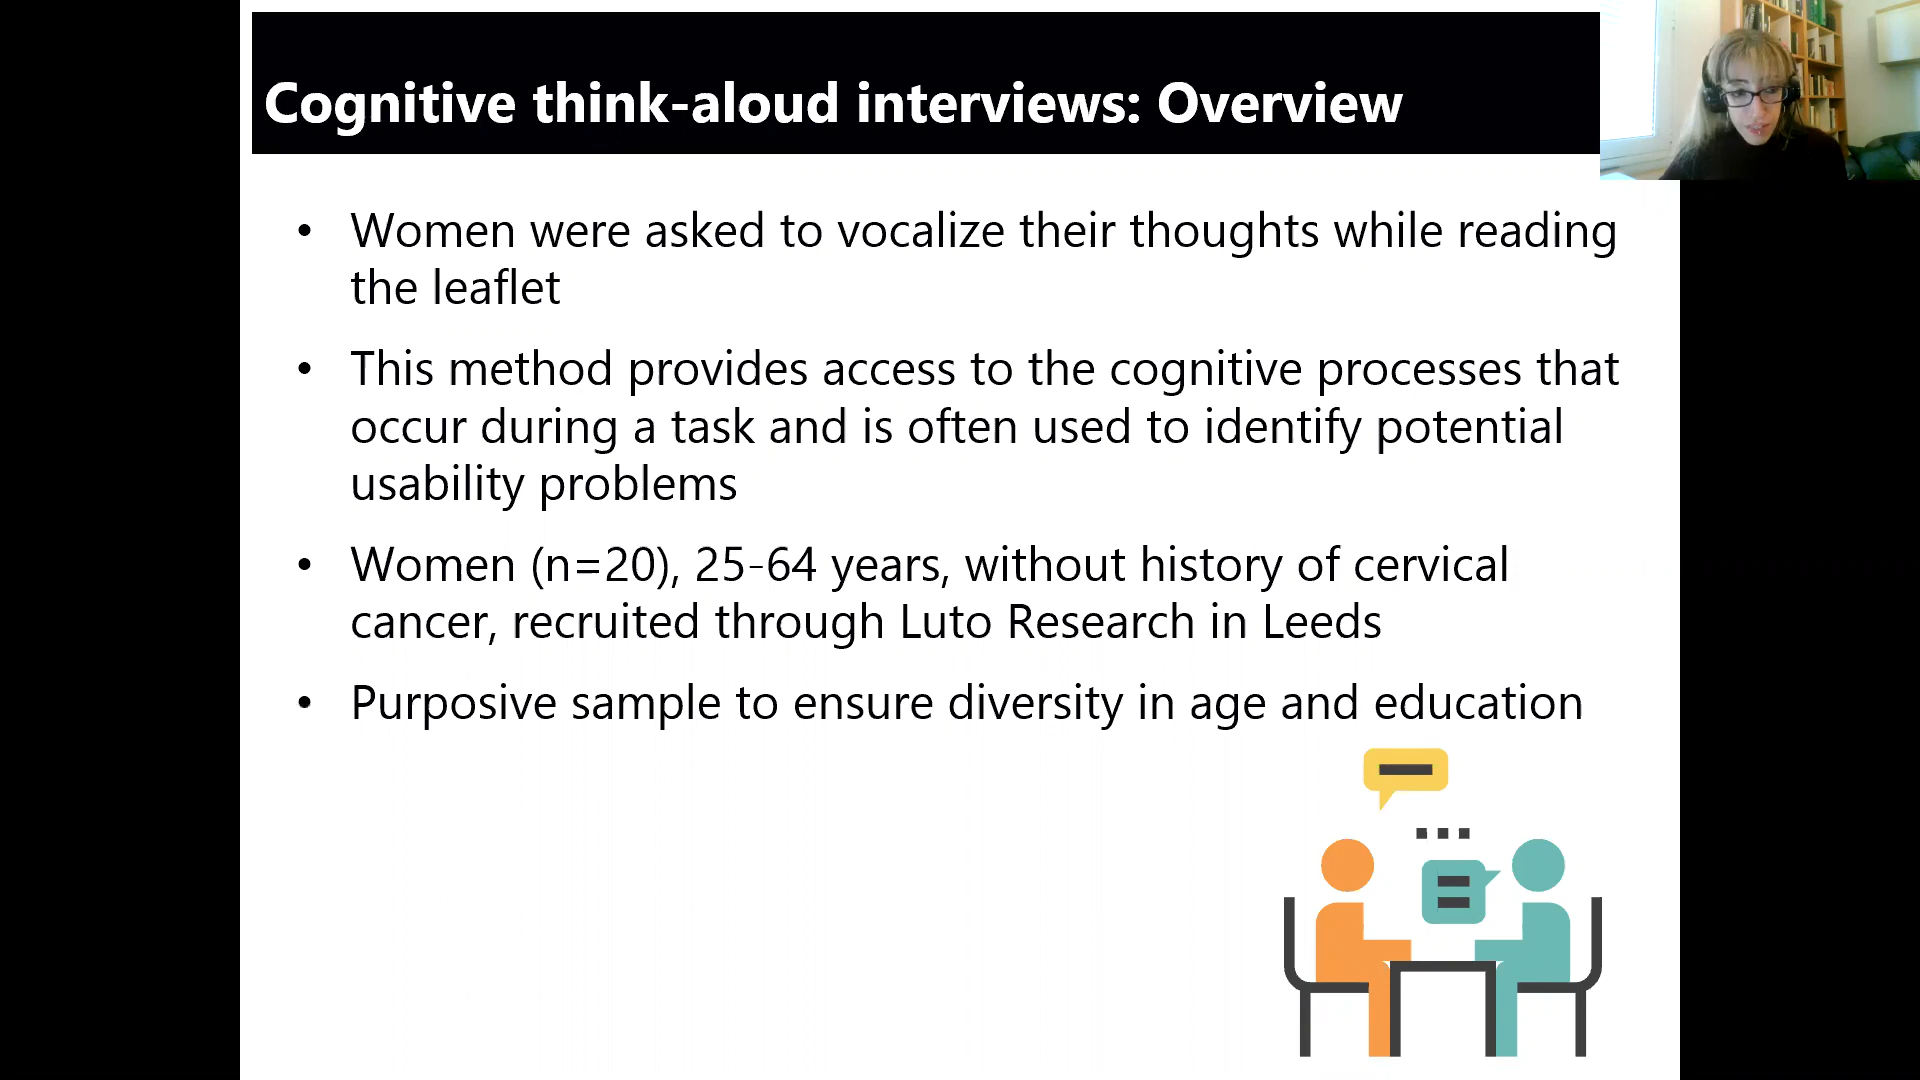 Cognitive think-aloud interviews: Overview
• Women were asked to vocalize their thoughts while reading
the leaflet
• This method provides access to the cognitive processes that
occur during a task and is often used to identify potential
usability problems
• Women (n=20), 25-64 years, without history of cervical
cancer, recruited through Luto Research in Leeds
• Purposive sample to ensure diversity in age and education